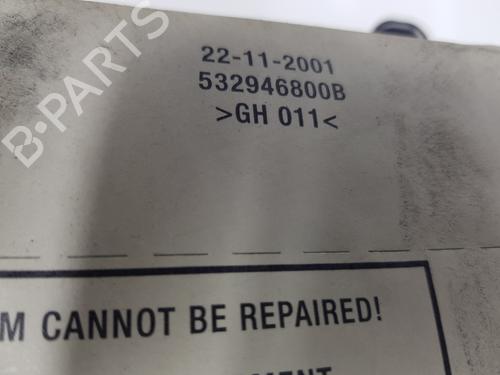 22-11-2001
532946800B
>GH 011<
B-PARTS
M CANNOT BE REPAIRED!